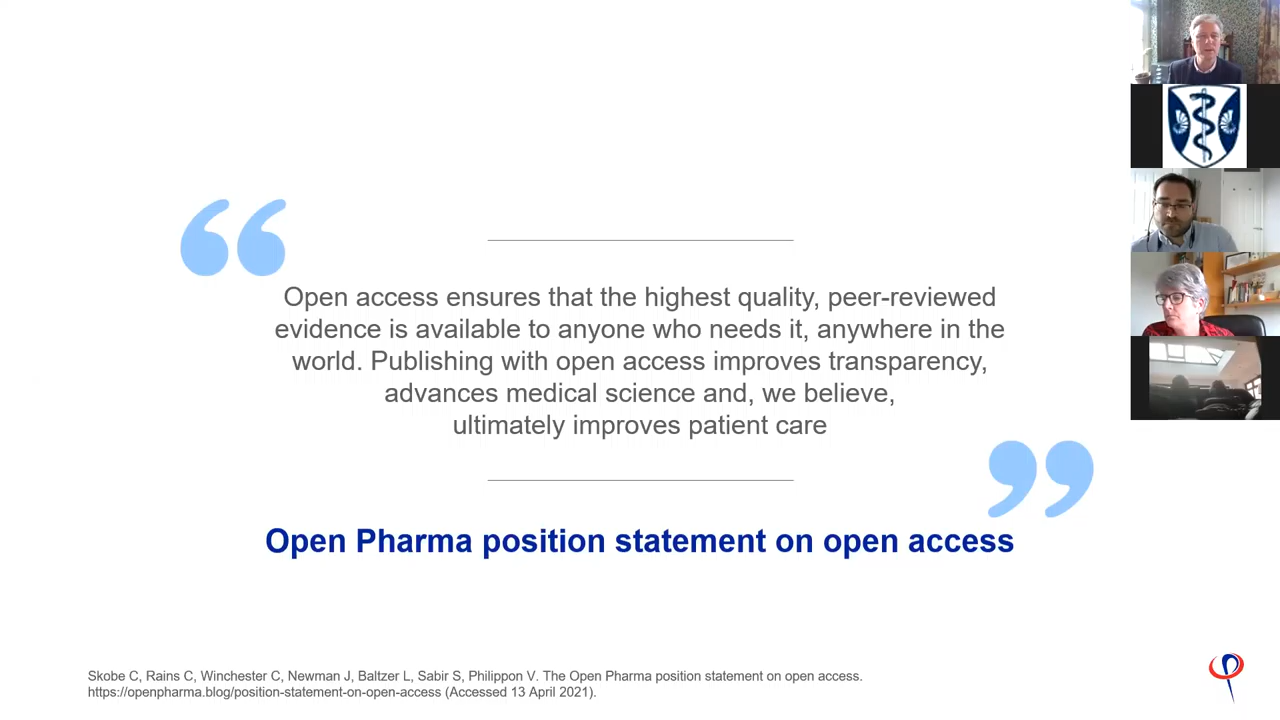 Open access ensures that the highest quality, peer-reviewed
evidence is available to anyone who needs it, anywhere in the
world. Publishing with open access improves transparency,
advances medical science and, we believe,
ultimately improves patient care
Open Pharma position statement on open access
Skobe C, Rains C, Winchester C, Newman J, Baltzer L, Sabir S, Philippon V. The Open Pharma position statement on open access.
https://openpharma.blog/position-statement-on-open-access (Accessed 13 April 2021).